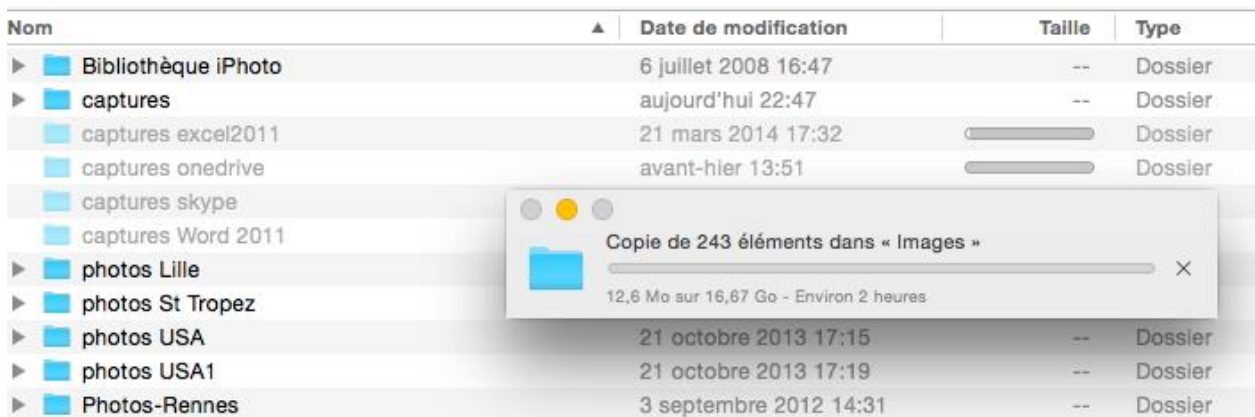 Nom Date de modification Taille Type
Bibliothèque iPhoto 6 juillet 2008 16:47 -- Dossier
captures aujourd'hui 22:47 -- Dossier
captures excel2011 21 mars 2014 17:32 Dossier
captures onedrive avant-hier 13:51 Dossier
captures skype
captures Word 2011
Copie de 243 éléments dans « Images »
12,6 Mo sur 16,67 Go - Environ 2 heures
photos Lille
photos St Tropez
photos USA 21 octobre 2013 17:15 -- Dossier
photos USA1 21 octobre 2013 17:19 -- Dossier
Photos-Rennes 3 septembre 2012 14:31 -- Dossier